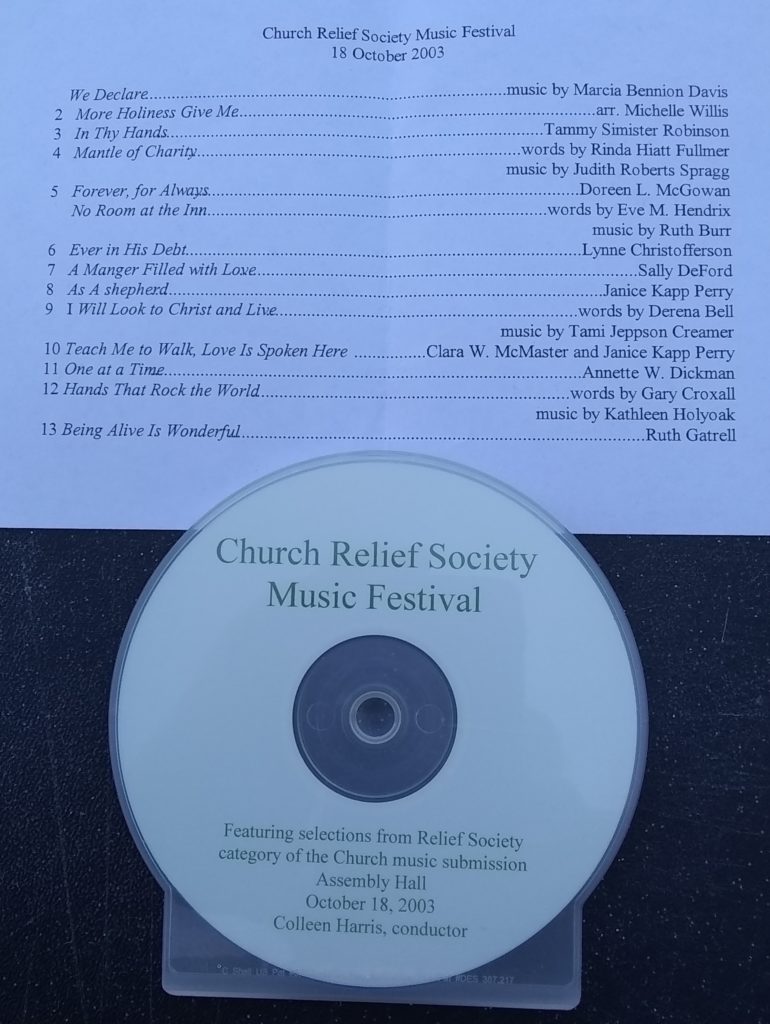 Church Relief Society Music Festival
18 October 2003
We Declare..........music by Marcia Bennion Davis
2 More Holiness Give Me..........arr. Michelle Willis
3 In Thy Hands..........Tammy Simister Robinson
4 Mantle of Charity..........words by Rinda Hiatt Fullmer
music by Judith Roberts Spragg
5 Forever, for Always..........Doreen L. McGowan
No Room at the Inn..........words by Eve M. Hendrix
music by Ruth Burr
6 Ever in His Debt..........Lynne Christofferson
7 A Manger Filled with Love..........Sally DeFord
8 As A shepherd..........Janice Kapp Perry
9 I Will Look to Christ and Live..........words by Derena Bell
music by Tami Jeppson Creamer
10 Teach Me to Walk, Love Is Spoken Here ..........Clara W. McMaster and Janice Kapp Perry
11 One at a Time..........Annette W. Dickman
12 Hands That Rock the World..........words by Gary Croxall
music by Kathleen Holyoak
13 Being Alive Is Wonderful..........Ruth Gatrell
Church Relief Society
Music Festival
Featuring selections from Relief Society
category of the Church music submission
Assembly Hall
October 18, 2003
Colleen Harris, conductor
C Shell US Pat #DES 307,217